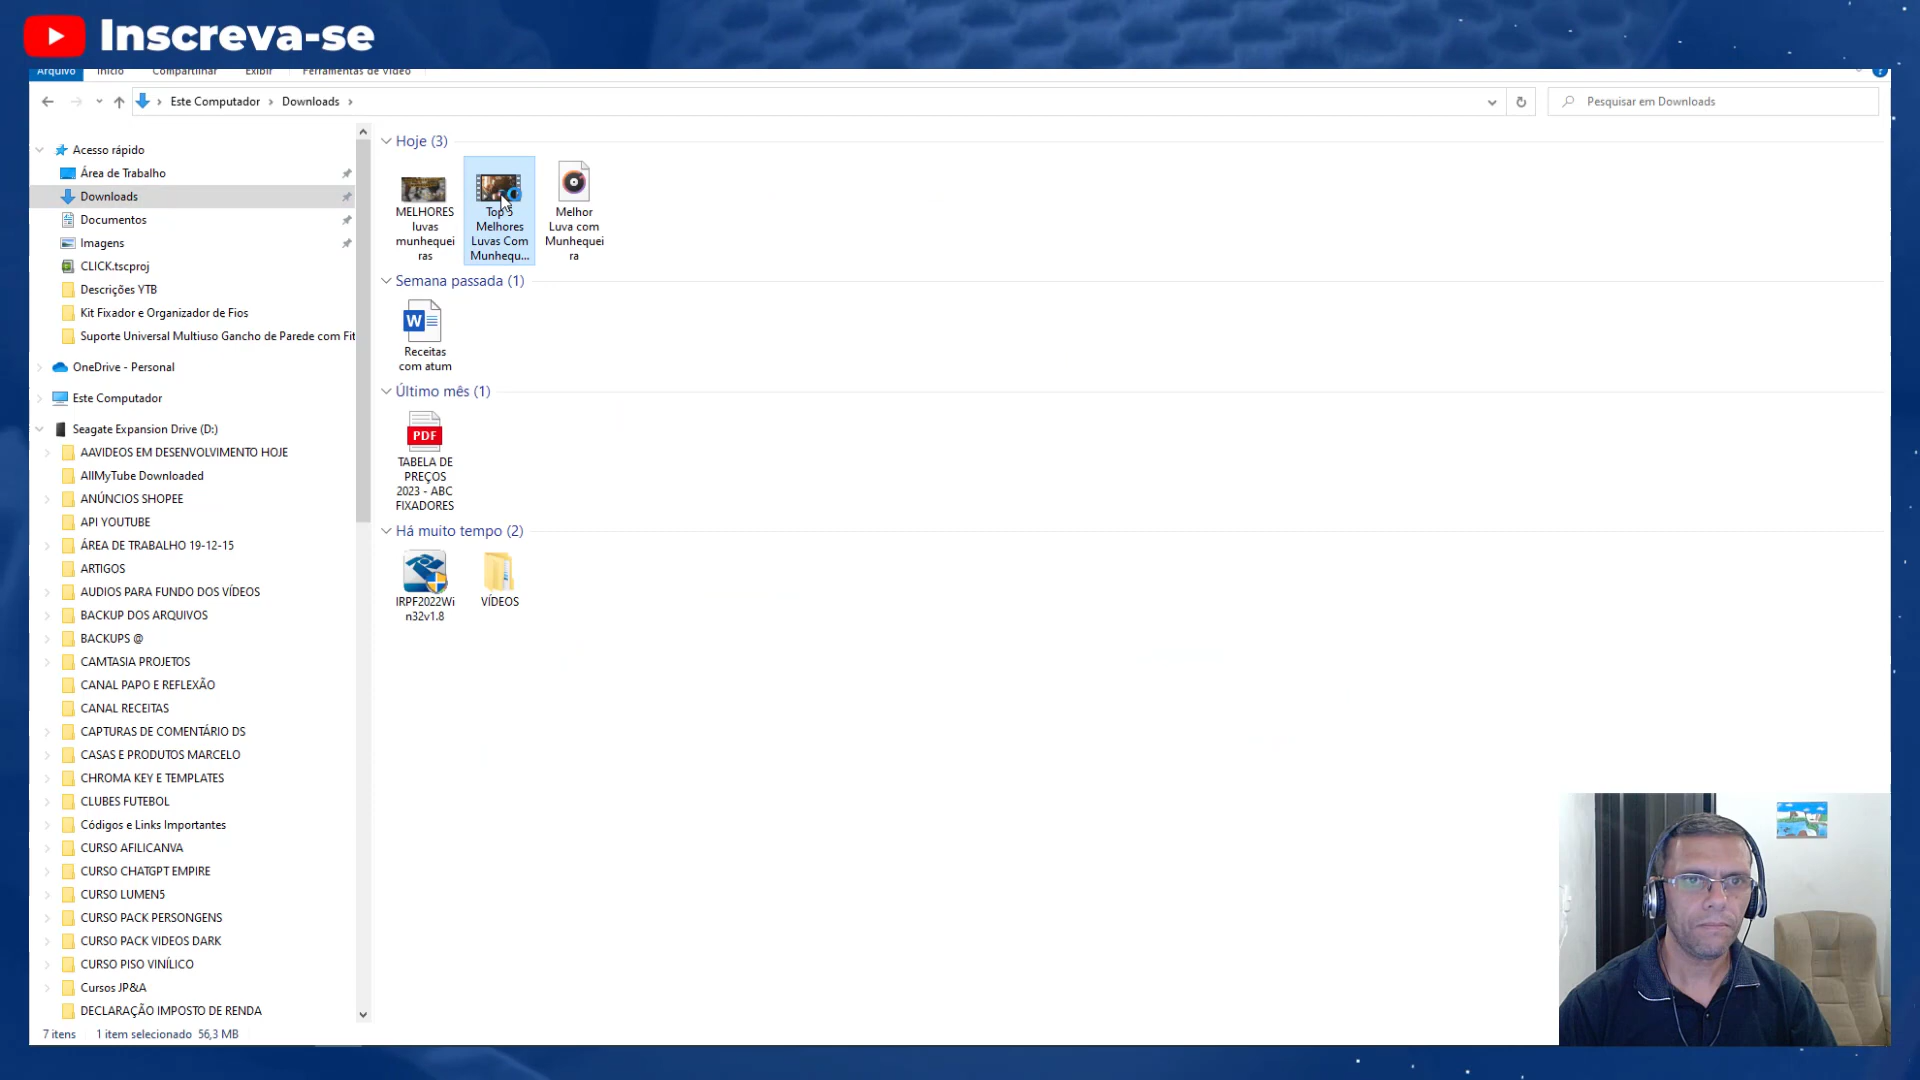 Inscreva-se
Arquivo Início Compartilhar Exibir Ferramentas de Vídeo
Este Computador Downloads
Pesquisar em Downloads
Acesso rápido
Área de Trabalho
Downloads
Documentos
Imagens
CLICK.tscproj
Descrições YTB
Kit Fixador e Organizador de Fios
Suporte Universal Multiuso Gancho de Parede com Fit
OneDrive - Personal
Este Computador
Seagate Expansion Drive (D:)
AAVIDEOS EM DESENVOLVIMENTO HOJE
AllMyTube Downloaded
ANÚNCIOS SHOPEE
API YOUTUBE
ÁREA DE TRABALHO 19-12-15
ARTIGOS
AUDIOS PARA FUNDO DOS VÍDEOS
BACKUP DOS ARQUIVOS
BACKUPS @
CAMTASIA PROJETOS
CANAL PAPO E REFLEXÃO
CANAL RECEITAS
CAPTURAS DE COMENTÁRIO DS
CASAS E PRODUTOS MARCELO
CHROMA KEY E TEMPLATES
CLUBES FUTEBOL
Códigos e Links Importantes
CURSO AFILICANVA
CURSO CHATGPT EMPIRE
CURSO LUMEN5
CURSO PACK PERSONGENS
CURSO PACK VIDEOS DARK
CURSO PISO VINÍLICO
Cursos JP&A
DECLARAÇÃO IMPOSTO DE RENDA
Hoje (3)
MELHORES
luvas
munhequei
ras
Top 5
Melhores
Luvas Com
Munhequ...
Melhor
Luva com
Munhequei
ra
Semana passada (1)
W
Receitas
com atum
Último mês (1)
PDF
TABELA DE
PREÇOS
2023 - ABC
FIXADORES
Há muito tempo (2)
IRPF2022Wi
n32v1.8
VÍDEOS
7 itens 1 item selecionado 56,3 MB